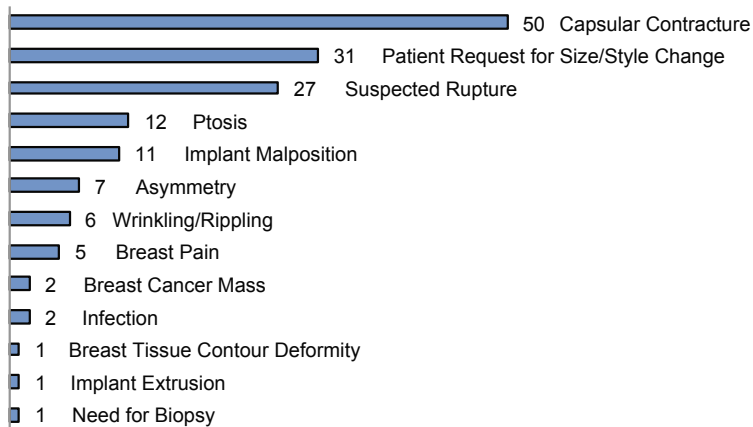 50 Capsular Contracture
31 Patient Request for Size/Style Change
27 Suspected Rupture
12 Ptosis
11 Implant Malposition
7 Asymmetry
6 Wrinkling/Rippling
5 Breast Pain
2 Breast Cancer Mass
2 Infection
1 Breast Tissue Contour Deformity
1 Implant Extrusion
1 Need for Biopsy